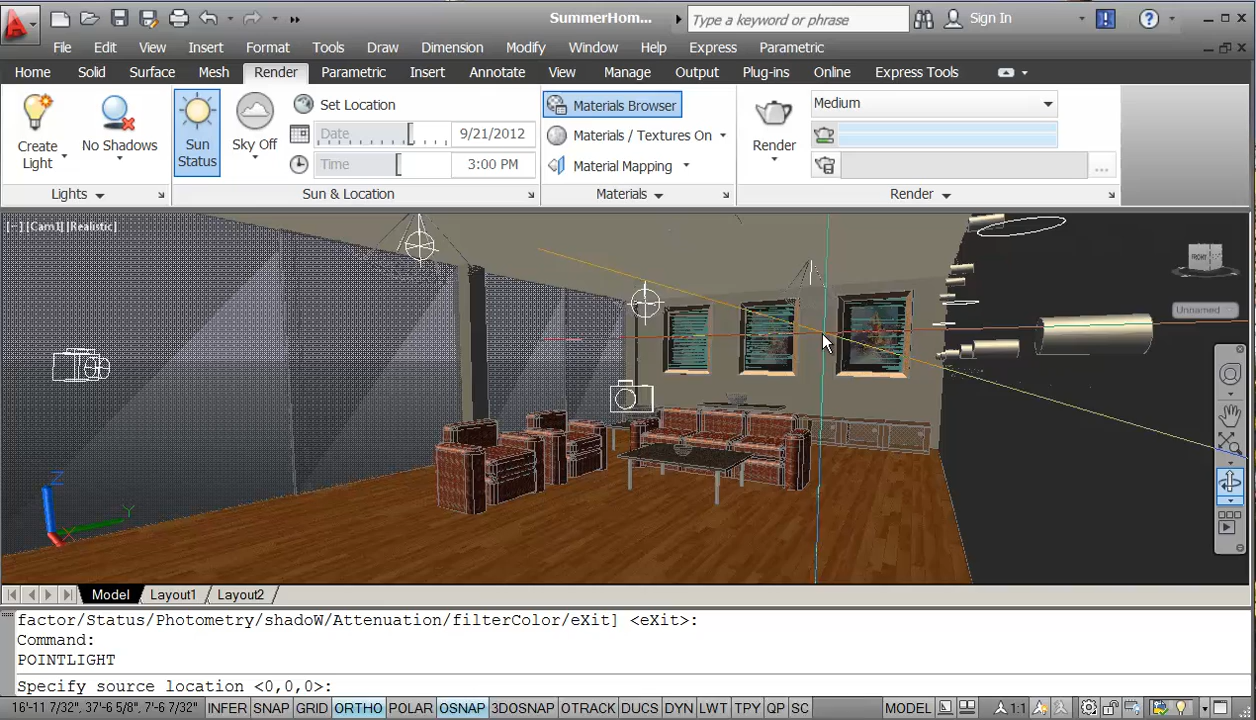 SummerHom...
Type a keyword or phrase
Sign In
File Edit View Insert Format Tools Draw Dimension Modify Window Help Express Parametric
Home Solid Surface Mesh Render Parametric Insert Annotate View Manage Output Plug-ins Online Express Tools
Create Light
No Shadows
Sun Status
Sky Off
Set Location
Date 9/21/2012
Time 3:00 PM
Materials Browser
Materials / Textures On
Material Mapping
Render
Medium
...
Lights
Sun & Location
Materials
Render
[−] [Cam1] [Realistic]
FRONT
Unnamed
Z
Y
X
Model Layout1 Layout2
factor/Status/Photometry/shadoW/Attenuation/filterColor/eXit] <eXit>:
Command:
POINTLIGHT
Specify source location <0,0,0>:
16'-11 7/32", 37'-6 5/8", 7'-6 7/32" INFER SNAP GRID ORTHO POLAR OSNAP 3DOSNAP OTRACK DUCS DYN LWT TPY QP SC MODEL 1:1